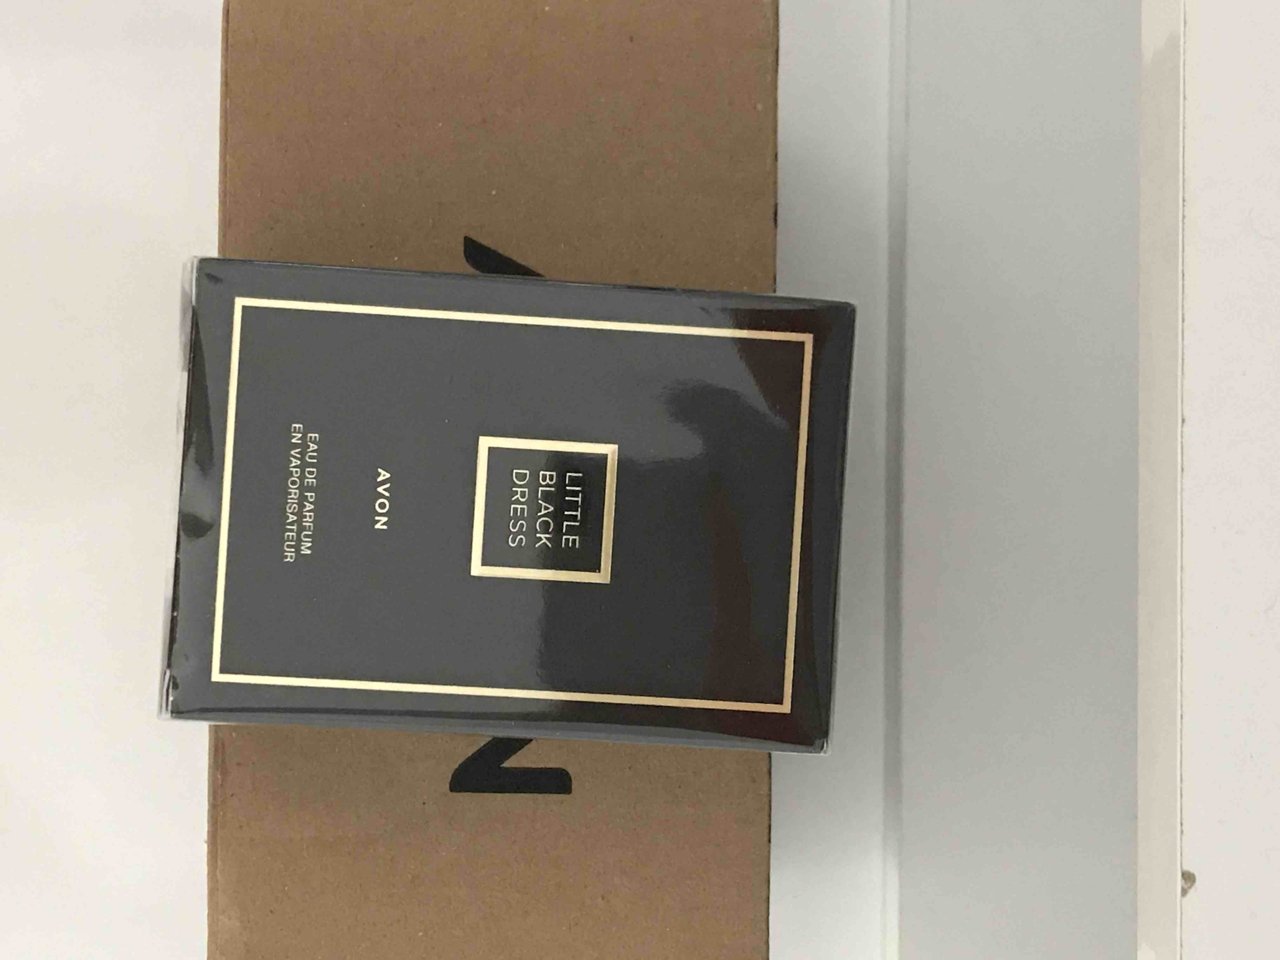 LITTLE
BLACK
DRESS
AVON
EAU DE PARFUM
EN VAPORISATEUR